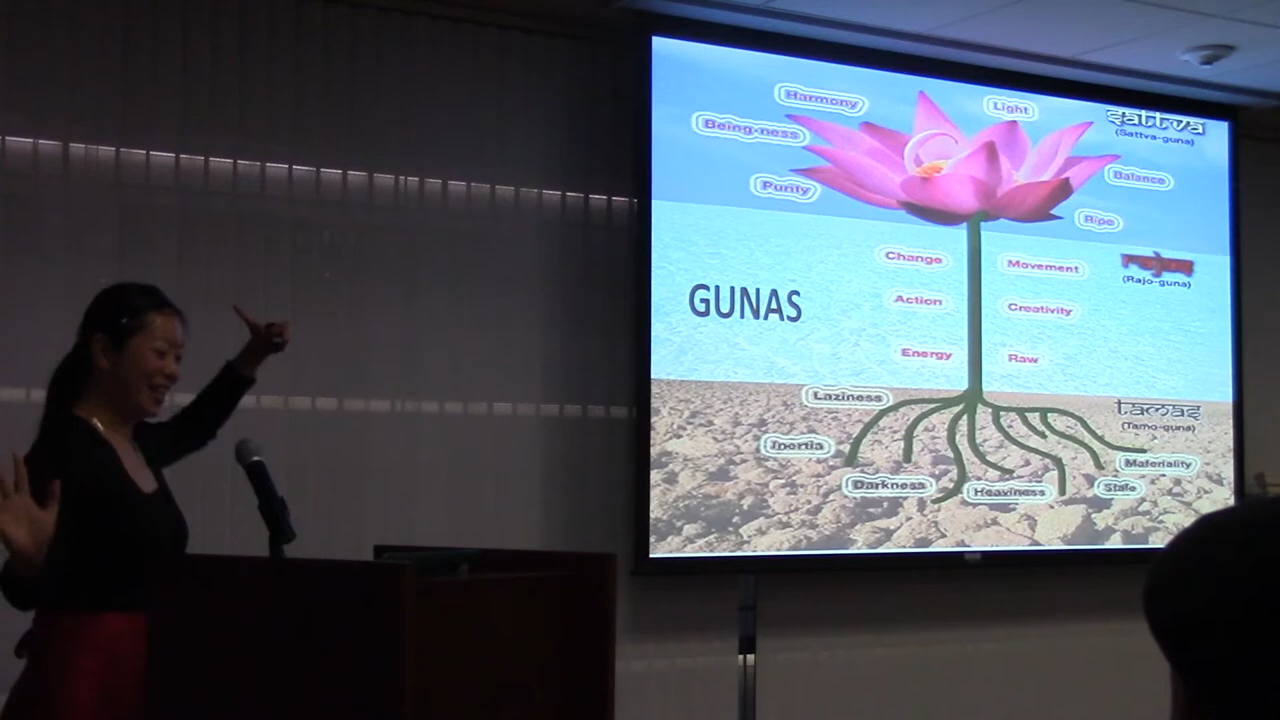 Harmony
Light
sattva
(Sattva-guna)
Being-ness
Purity
Balance
Ripe
Change
Movement
rajas
(Rajo-guna)
GUNAS
Action
Creativity
Energy
Raw
Laziness
tamas
(Tamo-guna)
Inertia
Materiality
Darkness
Heaviness
Stale